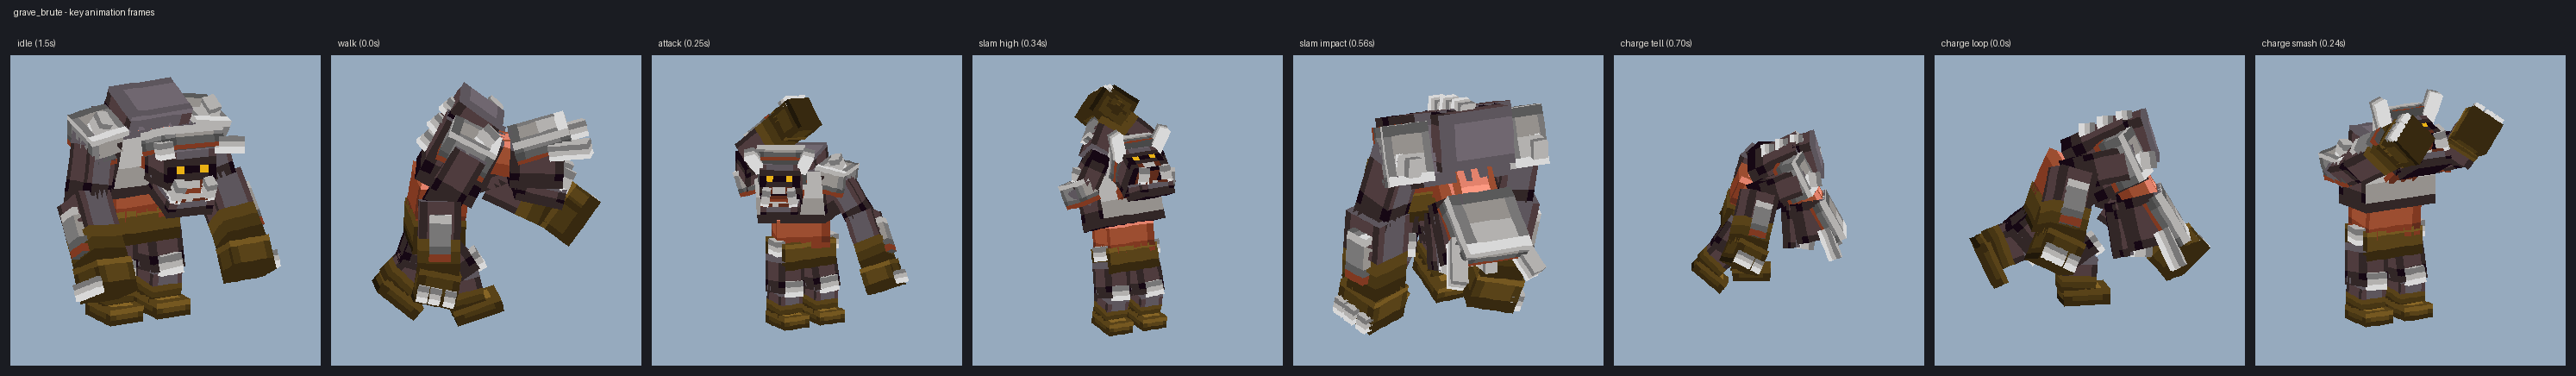 grave_brute - key animation frames
idle (1.5s)
walk (0.0s)
attack (0.25s)
slam high (0.34s)
slam impact (0.56s)
charge tell (0.70s)
charge loop (0.0s)
charge smash (0.24s)